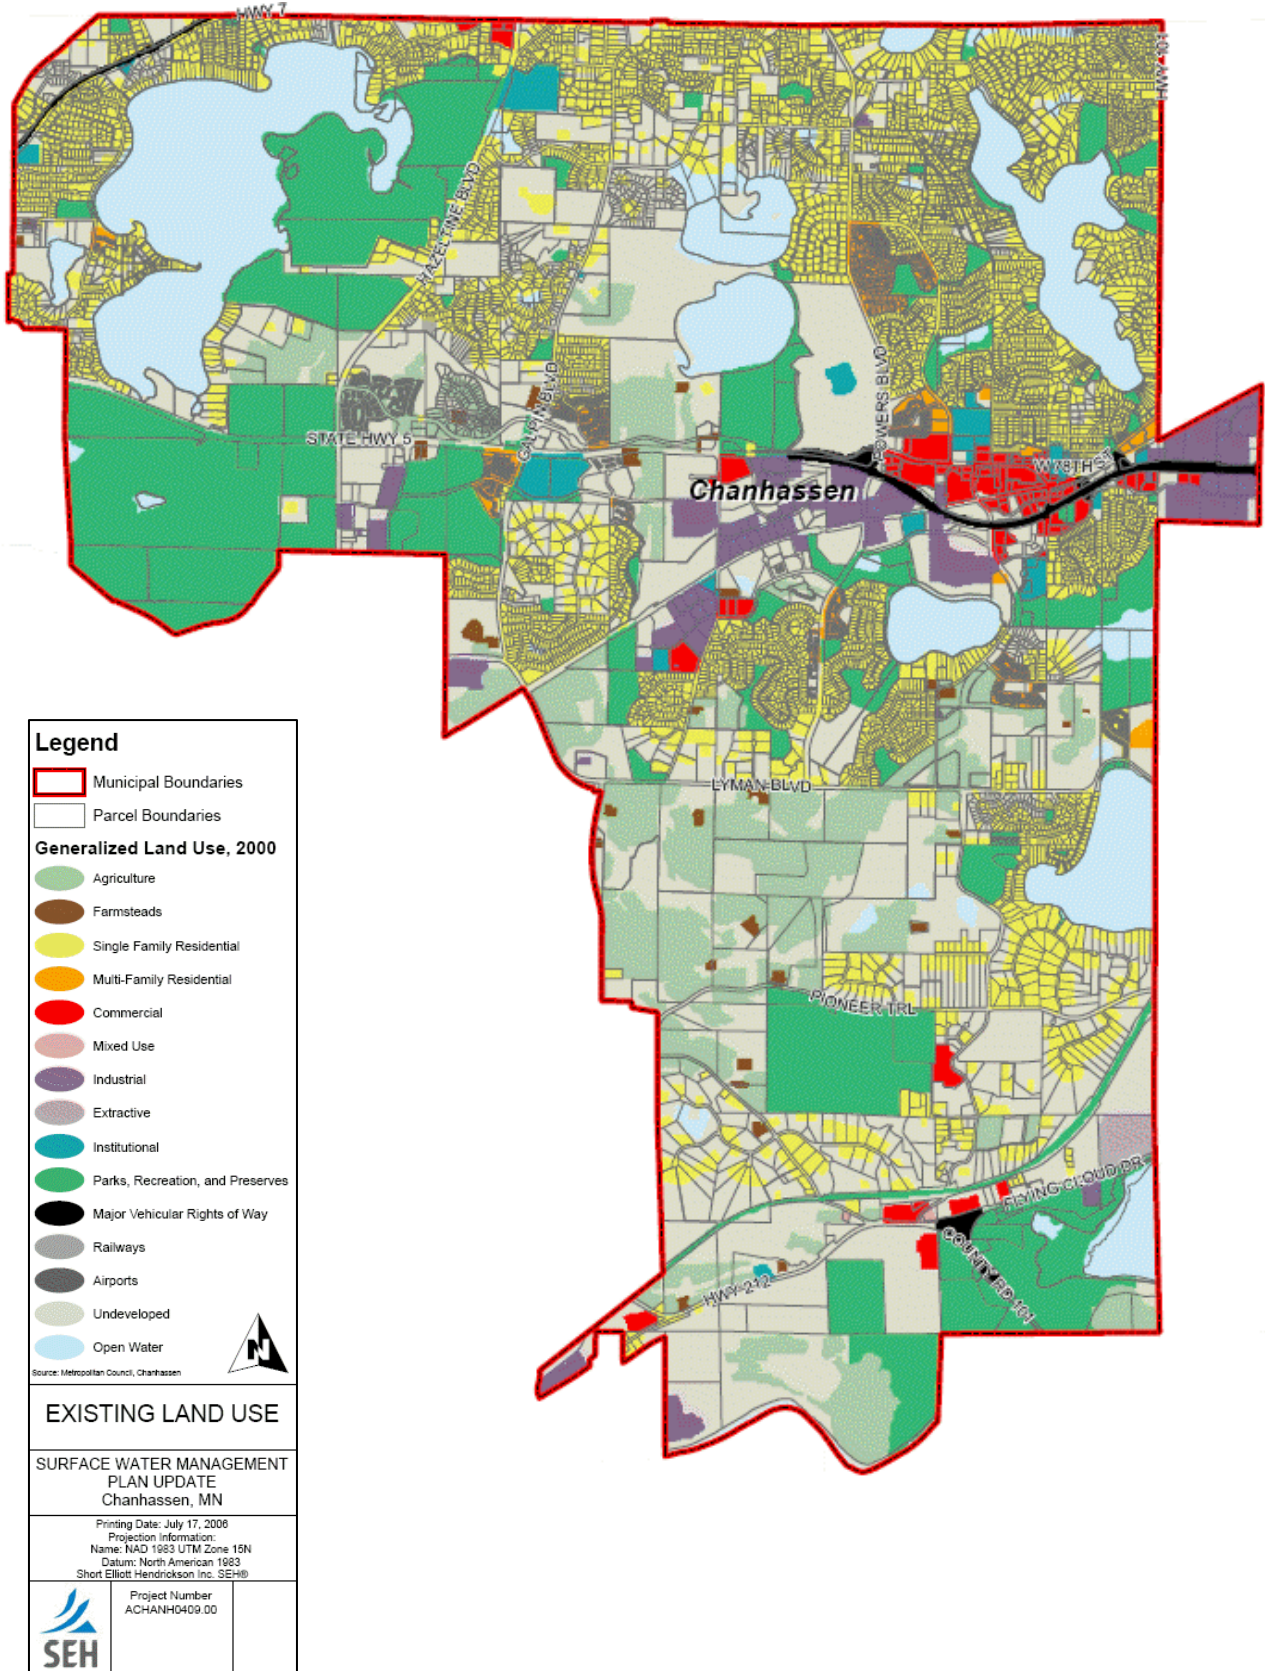 HWY 7
HWY 101
HAZELTINE BLVD
GALPIN BLVD
POWERS BLVD
STATE HWY 5
W 78TH ST
Chanhassen
LYMAN BLVD
PIONEER TRL
FLYING CLOUD DR
COUNTY RD 101
HWY 212
Legend
Municipal Boundaries
Parcel Boundaries
Generalized Land Use, 2000
Agriculture
Farmsteads
Single Family Residential
Multi-Family Residential
Commercial
Mixed Use
Industrial
Extractive
Institutional
Parks, Recreation, and Preserves
Major Vehicular Rights of Way
Railways
Airports
Undeveloped
Open Water
N
Source: Metropolitan Council, Chanhassen
EXISTING LAND USE
SURFACE WATER MANAGEMENT
PLAN UPDATE
Chanhassen, MN
Printing Date: July 17, 2006
Projection Information:
Name: NAD 1983 UTM Zone 15N
Datum: North American 1983
Short Elliott Hendrickson Inc. SEH®
Project Number
ACHANH0409.00
SEH